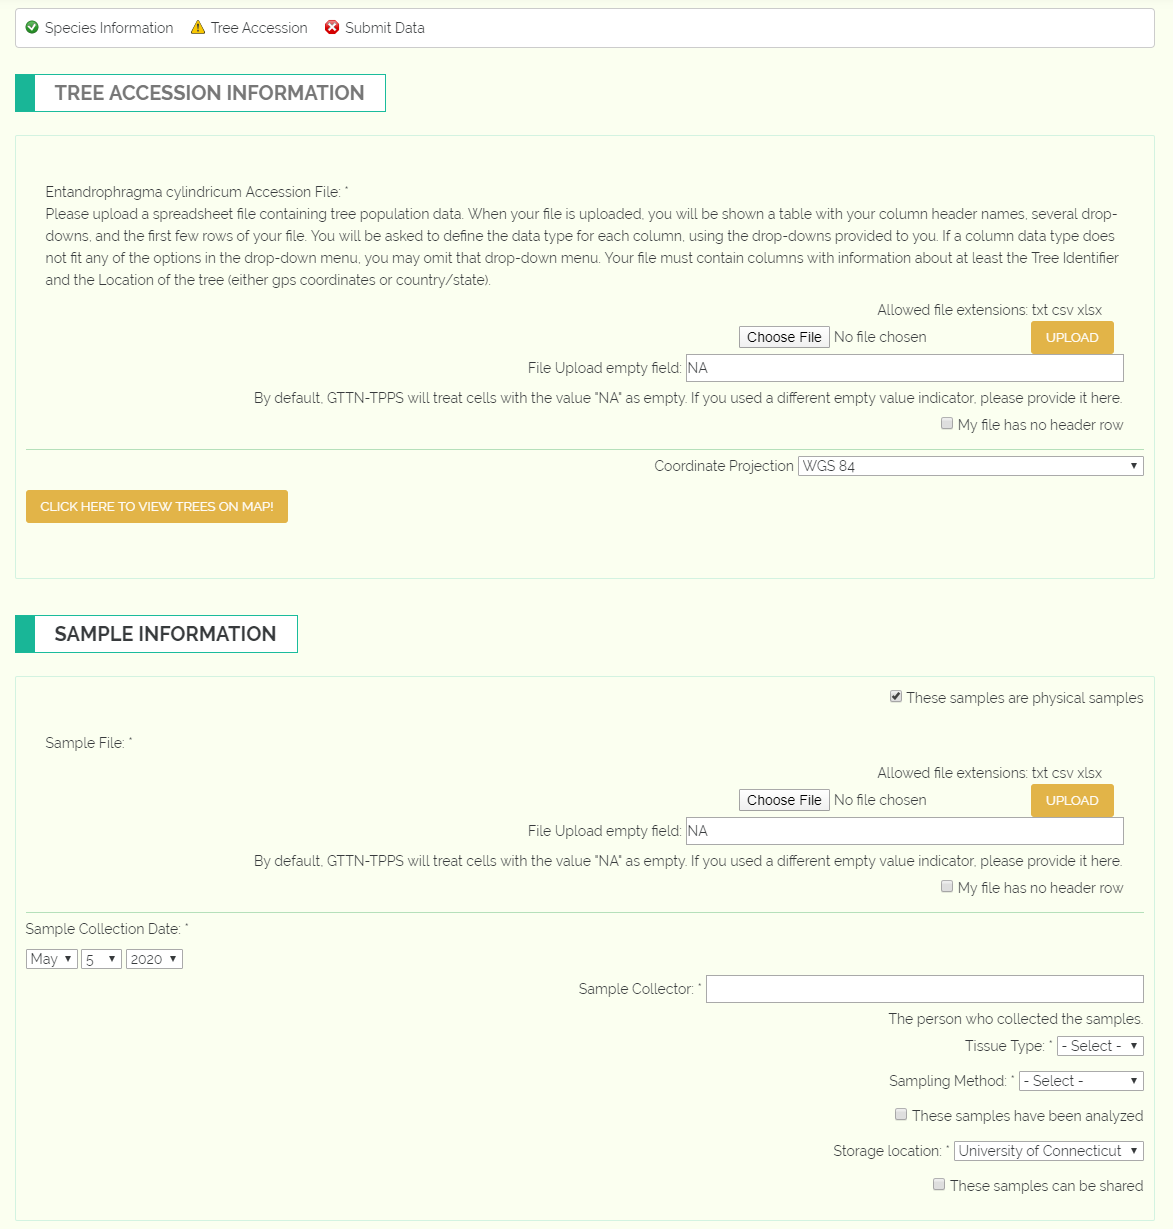 Species Information Tree Accession Submit Data
TREE ACCESSION INFORMATION
Entandrophragma cylindricum Accession File: *
Please upload a spreadsheet file containing tree population data. When your file is uploaded, you will be shown a table with your column header names, several drop-
downs, and the first few rows of your file. You will be asked to define the data type for each column, using the drop-downs provided to you. If a column data type does
not fit any of the options in the drop-down menu, you may omit that drop-down menu. Your file must contain columns with information about at least the Tree Identifier
and the Location of the tree (either gps coordinates or country/state).
Allowed file extensions: txt csv xlsx
Choose File No file chosen UPLOAD
File Upload empty field: NA
By default, GTTN-TPPS will treat cells with the value "NA" as empty. If you used a different empty value indicator, please provide it here.
My file has no header row
Coordinate Projection WGS 84
CLICK HERE TO VIEW TREES ON MAP!
SAMPLE INFORMATION
These samples are physical samples
Sample File: *
Allowed file extensions: txt csv xlsx
Choose File No file chosen UPLOAD
File Upload empty field: NA
By default, GTTN-TPPS will treat cells with the value "NA" as empty. If you used a different empty value indicator, please provide it here.
My file has no header row
Sample Collection Date: *
May 5 2020
Sample Collector: *
The person who collected the samples.
Tissue Type: * - Select -
Sampling Method: * - Select -
These samples have been analyzed
Storage location: * University of Connecticut
These samples can be shared